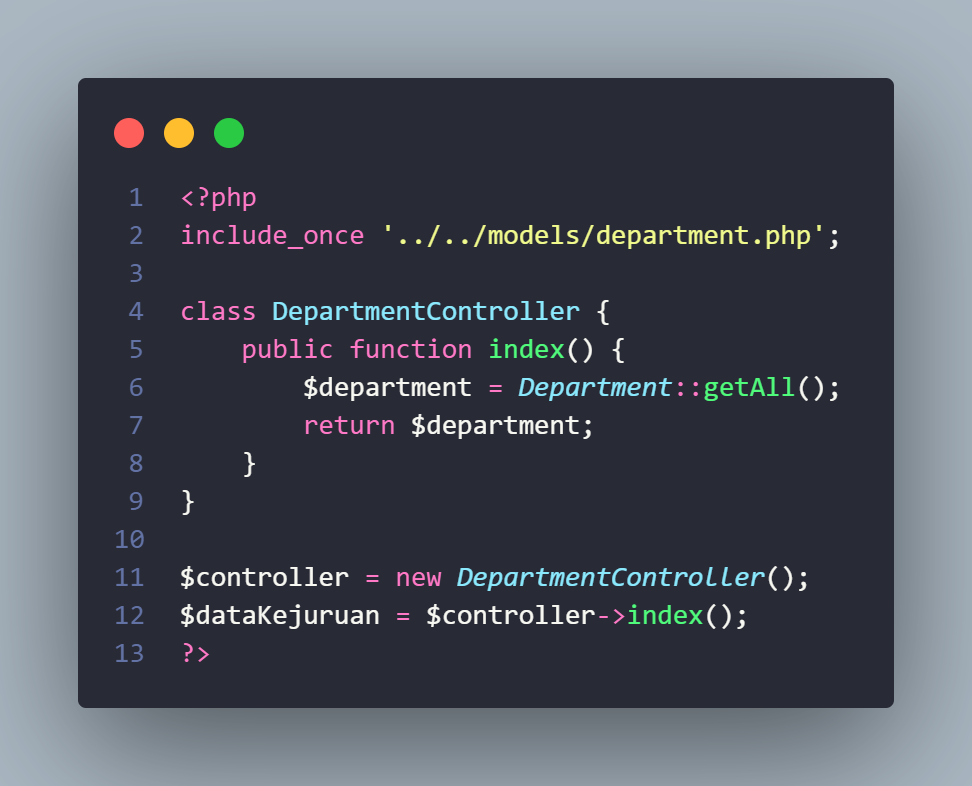 1 <?php
2 include_once '../../models/department.php';
3
4 class DepartmentController {
5     public function index() {
6         $department = Department::getAll();
7         return $department;
8     }
9 }
10
11 $controller = new DepartmentController();
12 $dataKejuruan = $controller->index();
13 ?>